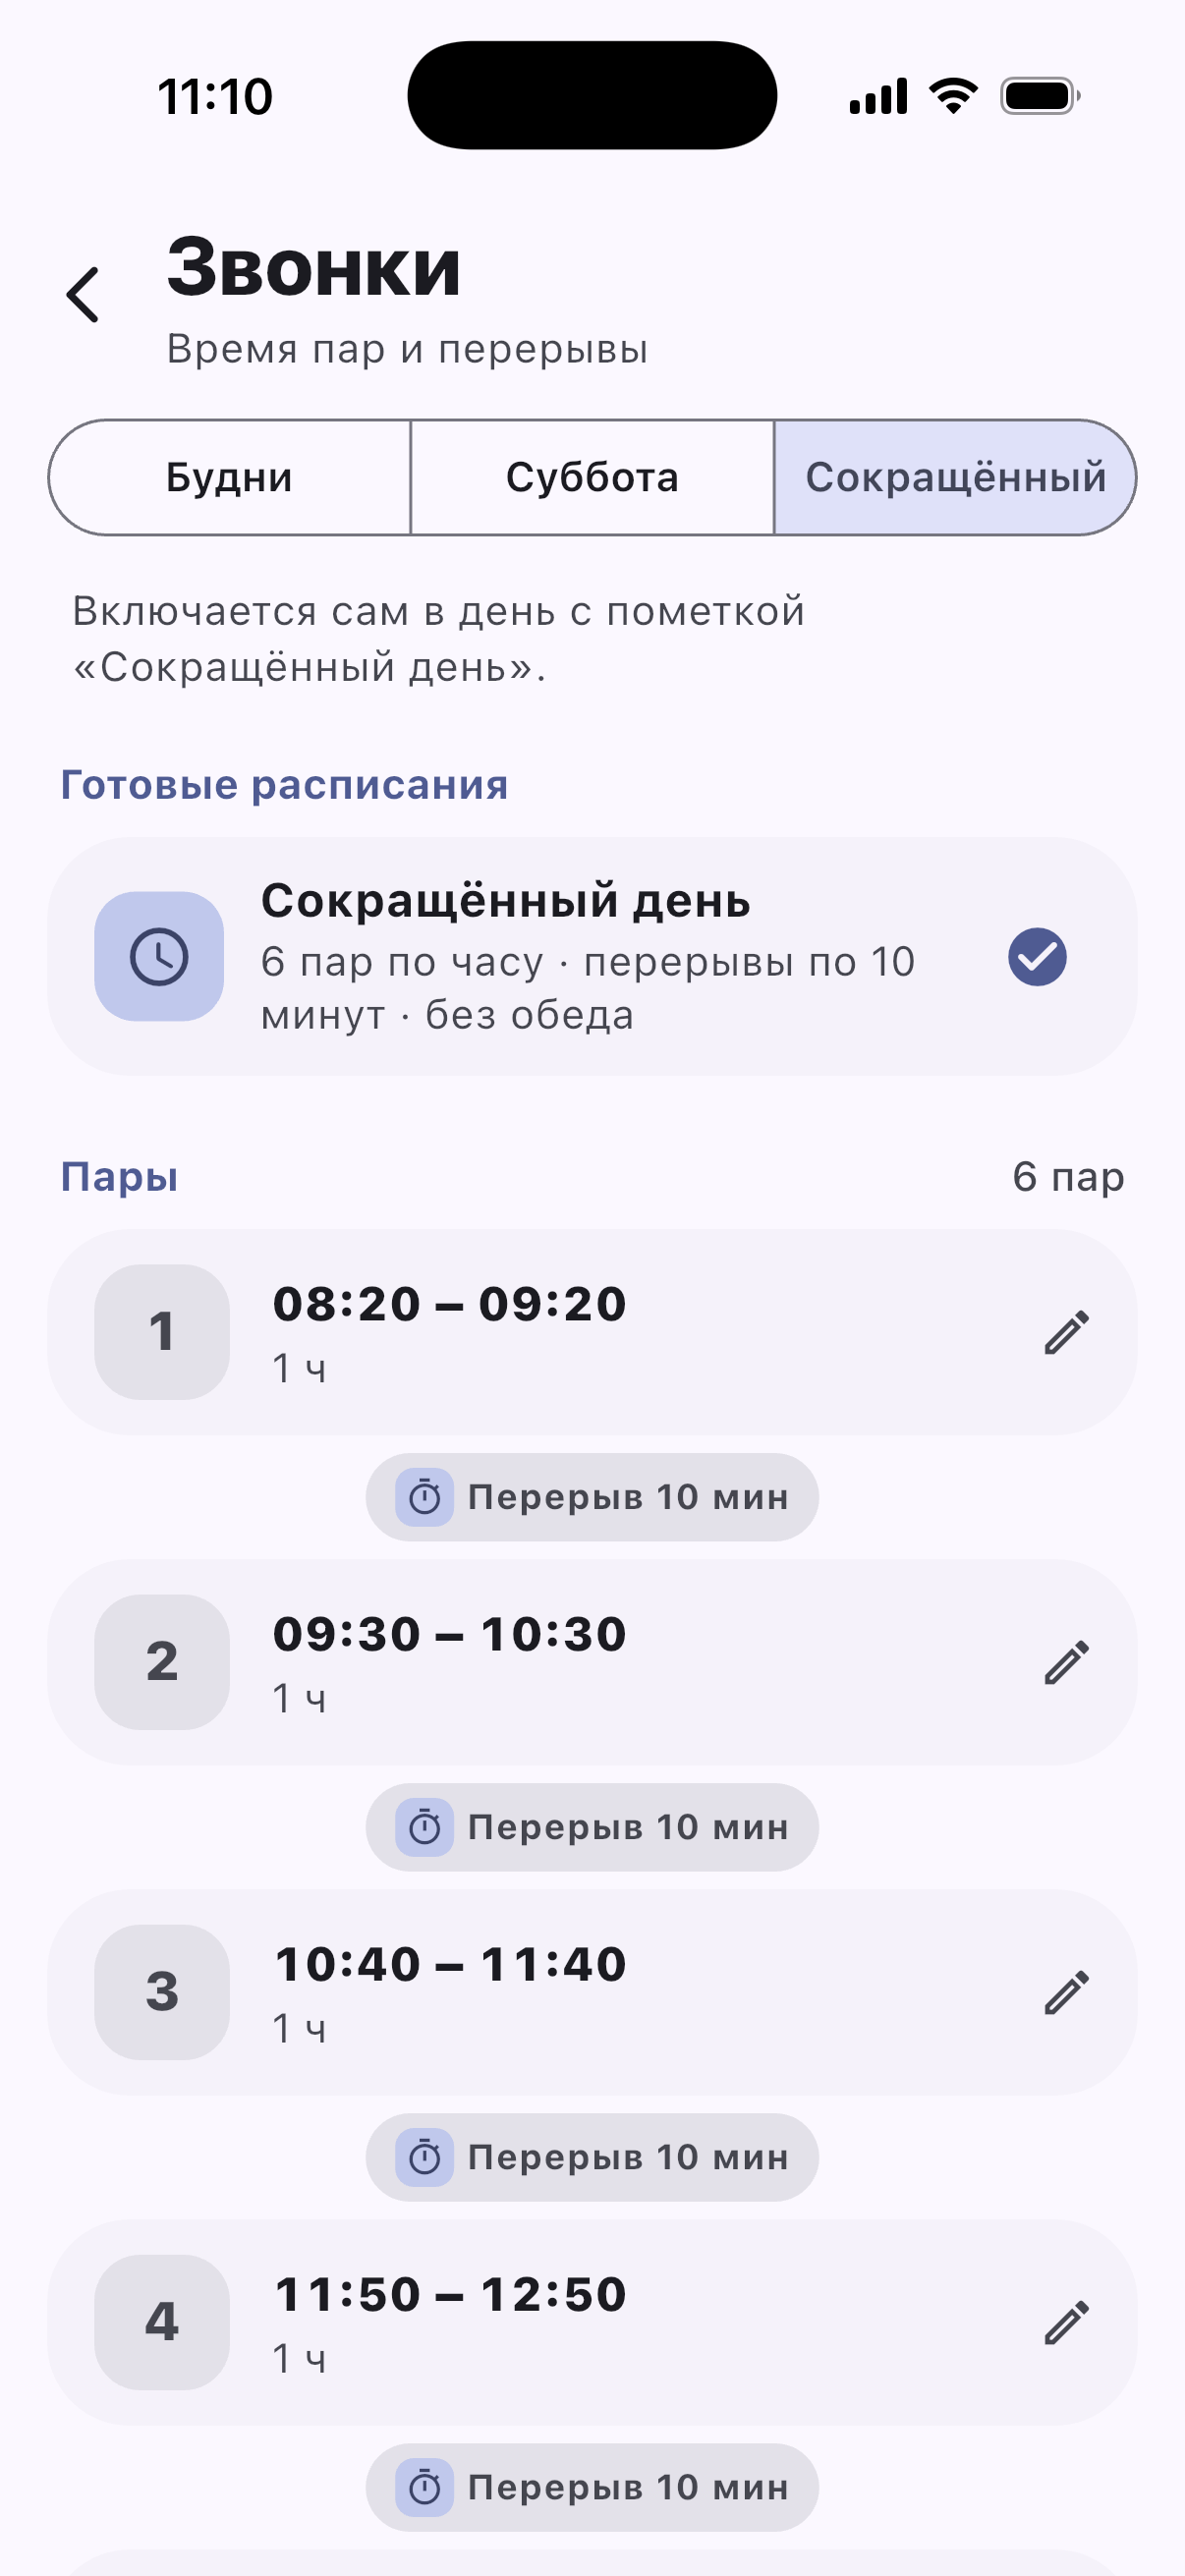 11:10
Звонки
Время пар и перерывы
Будни
Суббота
Сокращённый
Включается сам в день с пометкой
«Сокращённый день».
Готовые расписания
Сокращённый день
6 пар по часу · перерывы по 10
минут · без обеда
Пары
6 пар
1
08:20 – 09:20
1 ч
Перерыв 10 мин
2
09:30 – 10:30
1 ч
Перерыв 10 мин
3
10:40 – 11:40
1 ч
Перерыв 10 мин
4
11:50 – 12:50
1 ч
Перерыв 10 мин